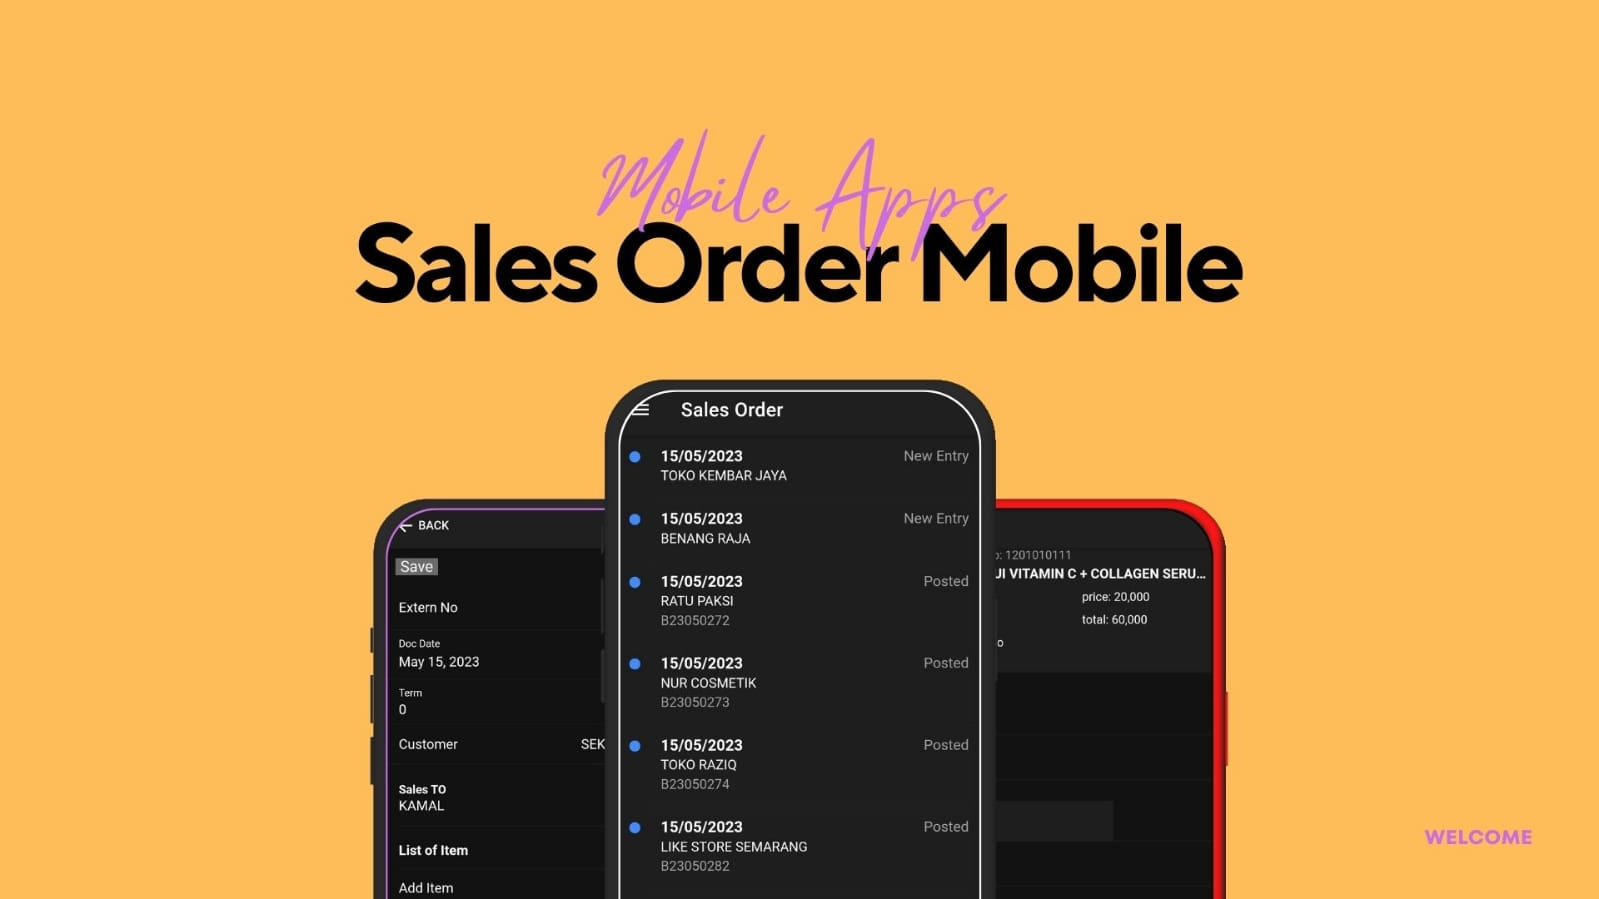 Mobile Apps
Sales Order Mobile
Sales Order
15/05/2023 New Entry
TOKO KEMBAR JAYA
15/05/2023 New Entry
BENANG RAJA
15/05/2023 Posted
RATU PAKSI
B23050272
15/05/2023 Posted
NUR COSMETIK
B23050273
15/05/2023 Posted
TOKO RAZIQ
B23050274
15/05/2023 Posted
LIKE STORE SEMARANG
B23050282
BACK
Save
Extern No
Doc Date
May 15, 2023
Term
0
Customer SEK
Sales TO
KAMAL
List of Item
Add Item
: 1201010111
VITAMIN C + COLLAGEN SERU...
price: 20,000
total: 60,000
WELCOME